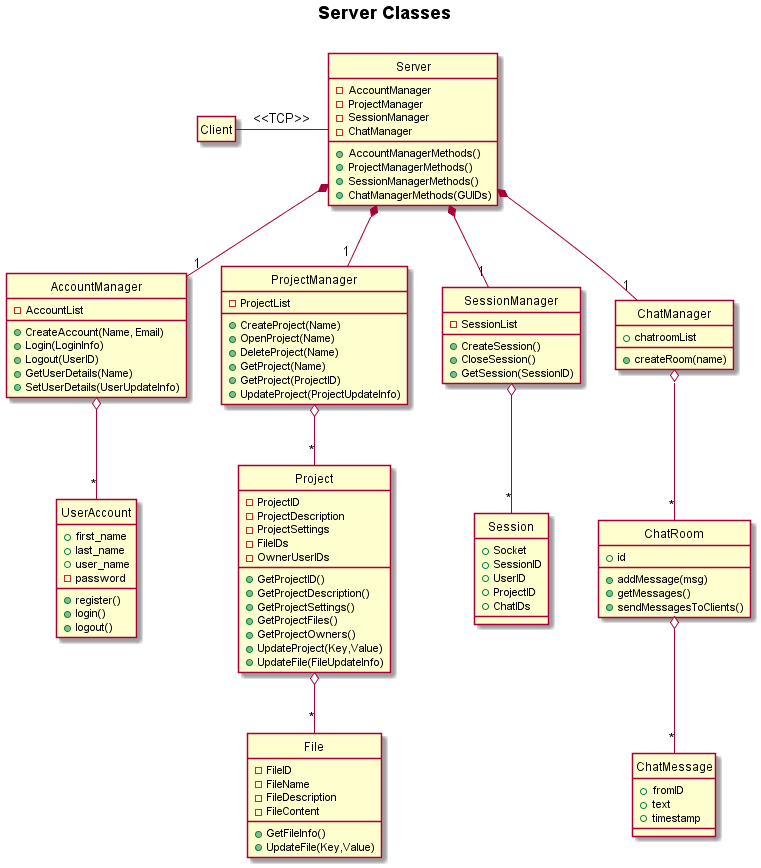 Server Classes
Server
AccountManager
ProjectManager
SessionManager
ChatManager
AccountManagerMethods()
ProjectManagerMethods()
SessionManagerMethods()
ChatManagerMethods(GUIDs)
Client
<<TCP>>
1
1
1
1
AccountManager
AccountList
CreateAccount(Name, Email)
Login(LoginInfo)
Logout(UserID)
GetUserDetails(Name)
SetUserDetails(UserUpdateInfo)
ProjectManager
ProjectList
CreateProject(Name)
OpenProject(Name)
DeleteProject(Name)
GetProject(Name)
GetProject(ProjectID)
UpdateProject(ProjectUpdateInfo)
SessionManager
SessionList
CreateSession()
CloseSession()
GetSession(SessionID)
ChatManager
chatroomList
createRoom(name)
*
*
*
*
UserAccount
first_name
last_name
user_name
password
register()
login()
logout()
Project
ProjectID
ProjectDescription
ProjectSettings
FileIDs
OwnerUserIDs
GetProjectID()
GetProjectDescription()
GetProjectSettings()
GetProjectFiles()
GetProjectOwners()
UpdateProject(Key,Value)
UpdateFile(FileUpdateInfo)
Session
Socket
SessionID
UserID
ProjectID
ChatIDs
ChatRoom
id
addMessage(msg)
getMessages()
sendMessagesToClients()
*
*
File
FileID
FileName
FileDescription
FileContent
GetFileInfo()
UpdateFile(Key,Value)
ChatMessage
fromID
text
timestamp